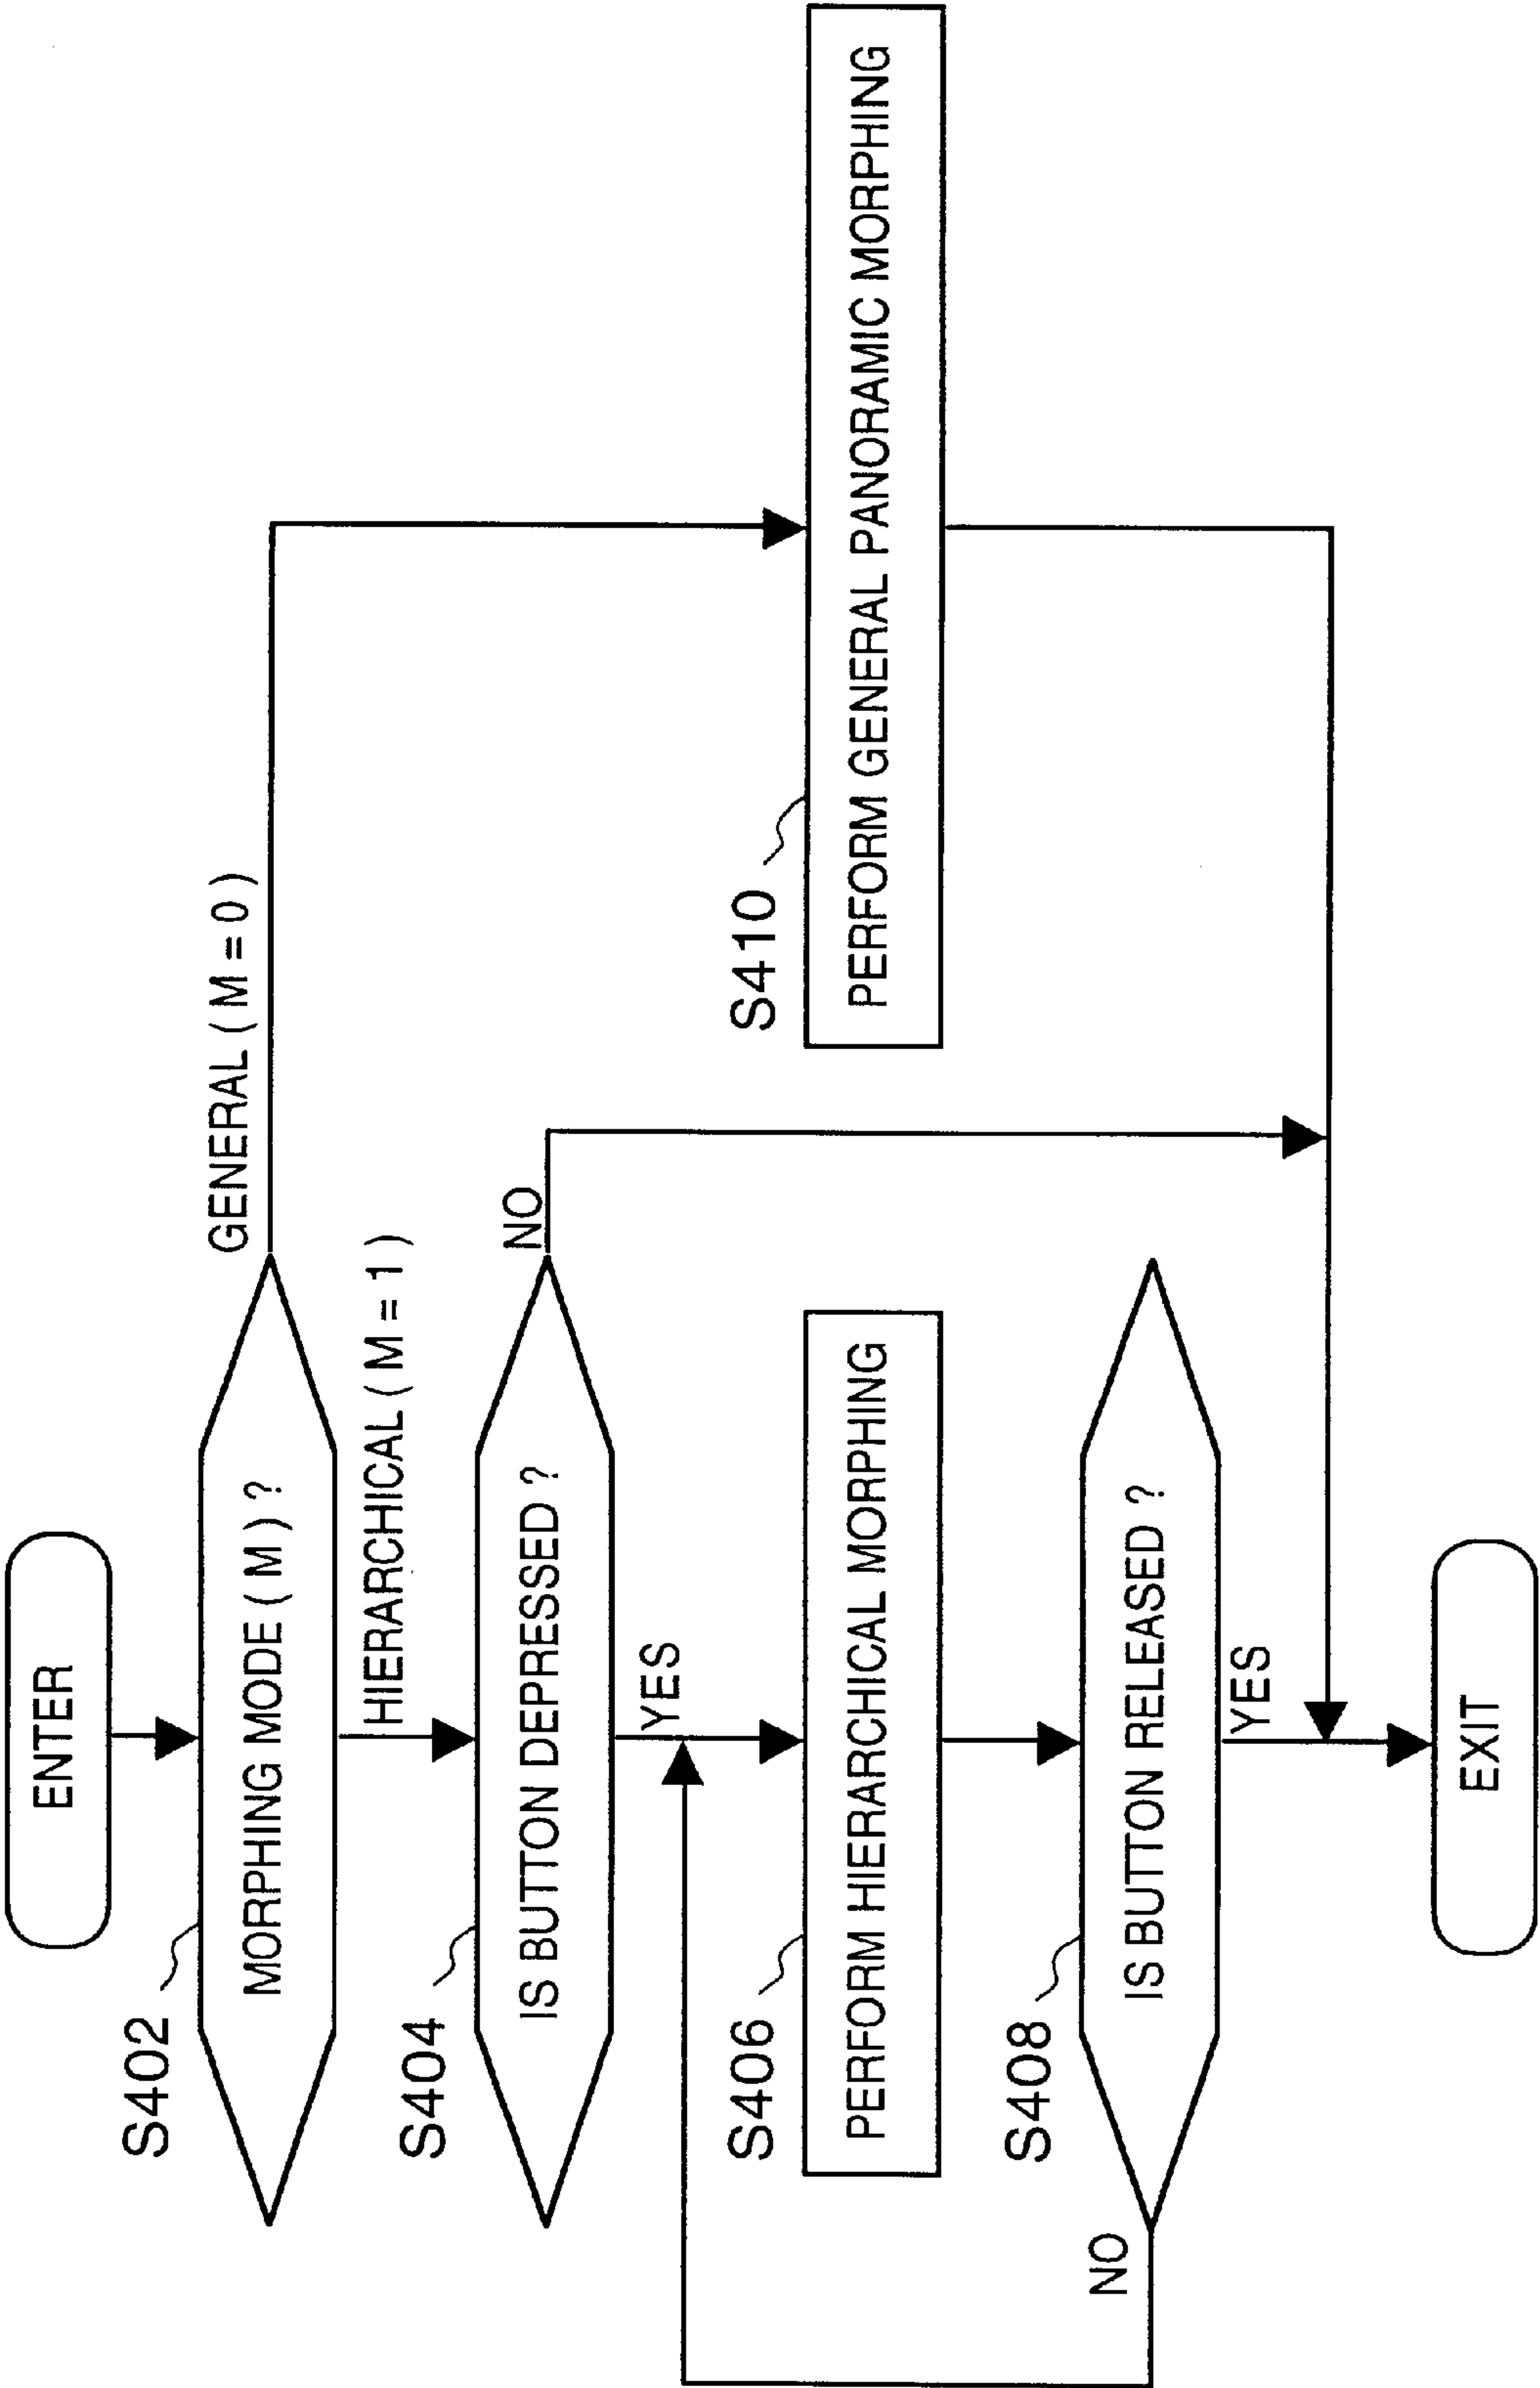 ENTER
S402
MORPHING MODE ( M ) ?
GENERAL ( M = 0 )
HIERARCHICAL ( M = 1 )
S404
IS BUTTON DEPRESSED ?
NO
YES
S406
PERFORM HIERARCHICAL MORPHING
S410
PERFORM GENERAL PANORAMIC MORPHING
S408
IS BUTTON RELEASED ?
NO
YES
EXIT